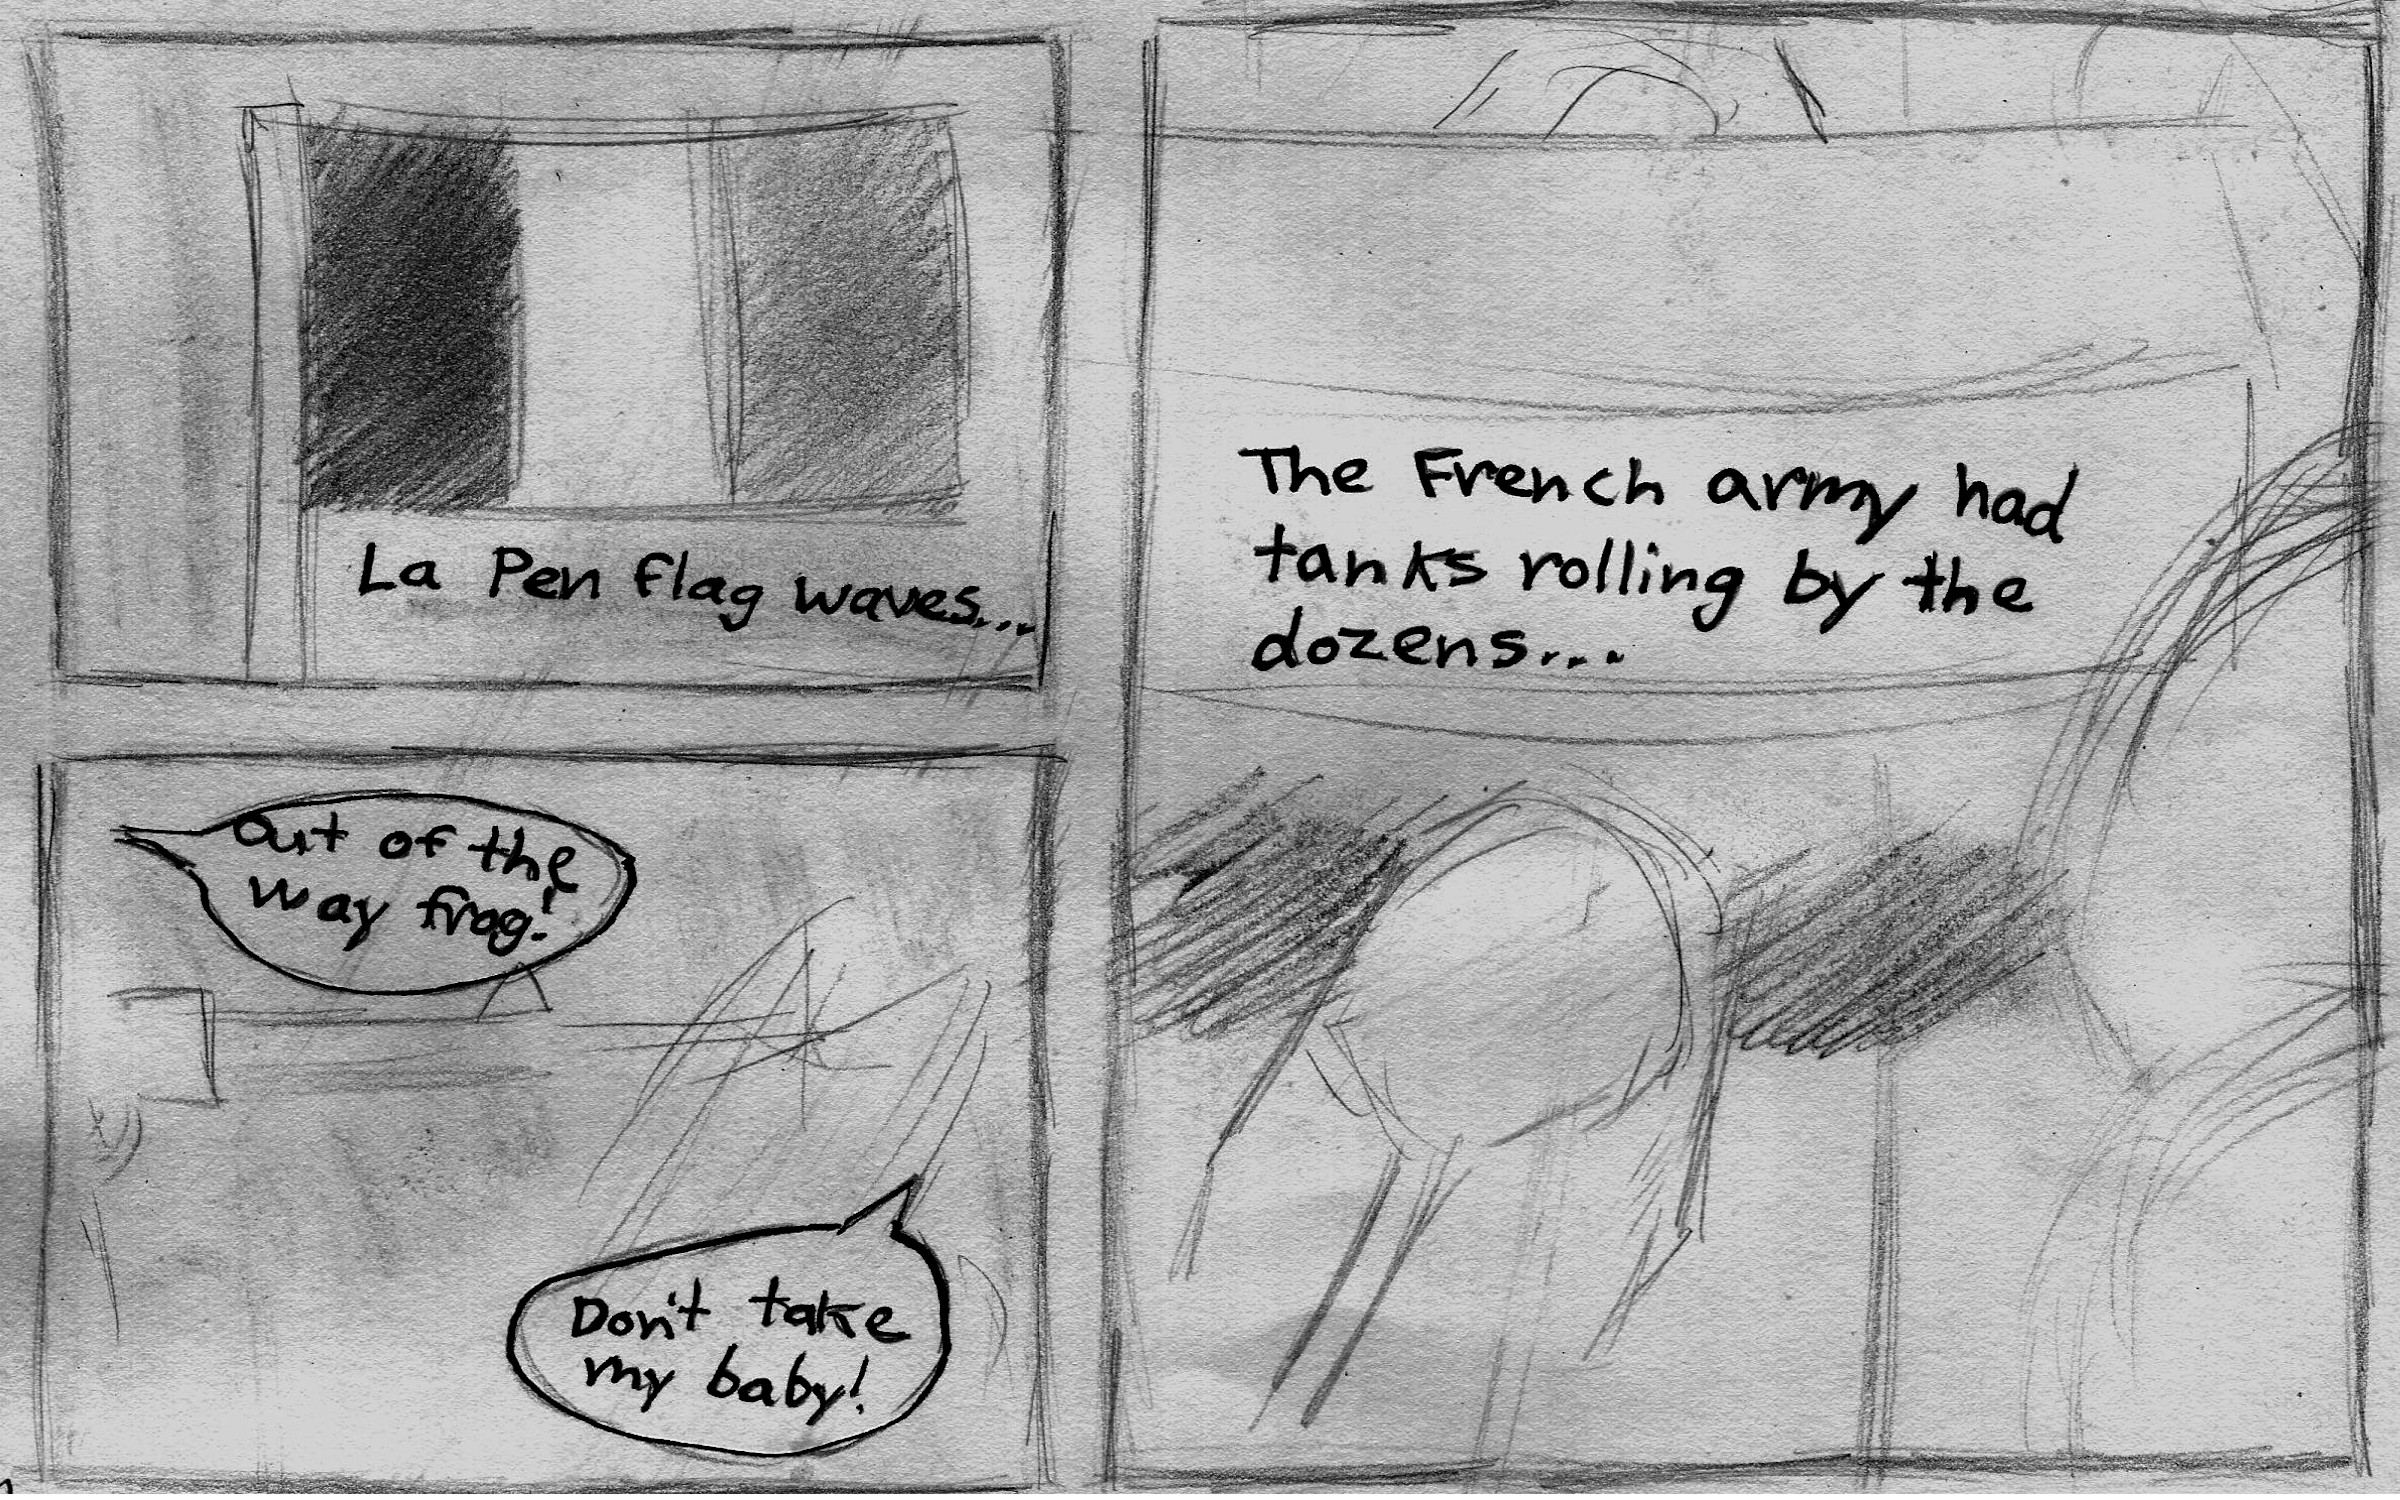 La Pen flag waves...
Out of the
way frog!
Don't take
my baby!
The French army had
tanks rolling by the
dozens...